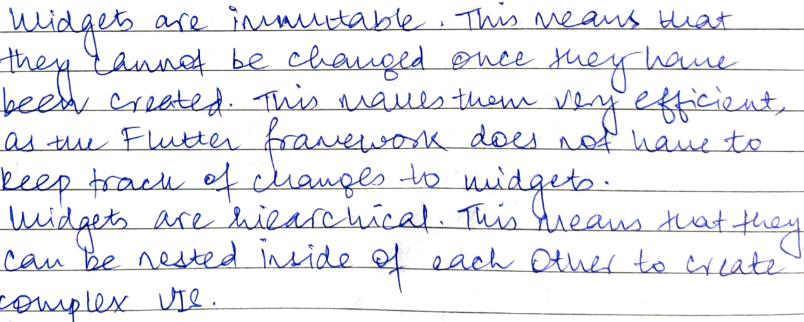 Widgets are immutable. This means that
they cannot be changed once they have
been created. This makes them very efficient,
as the Flutter framework does not have to
keep track of changes to widgets.
Widgets are hiearchical. This means that they
can be nested inside of each other to create
complex UIs.